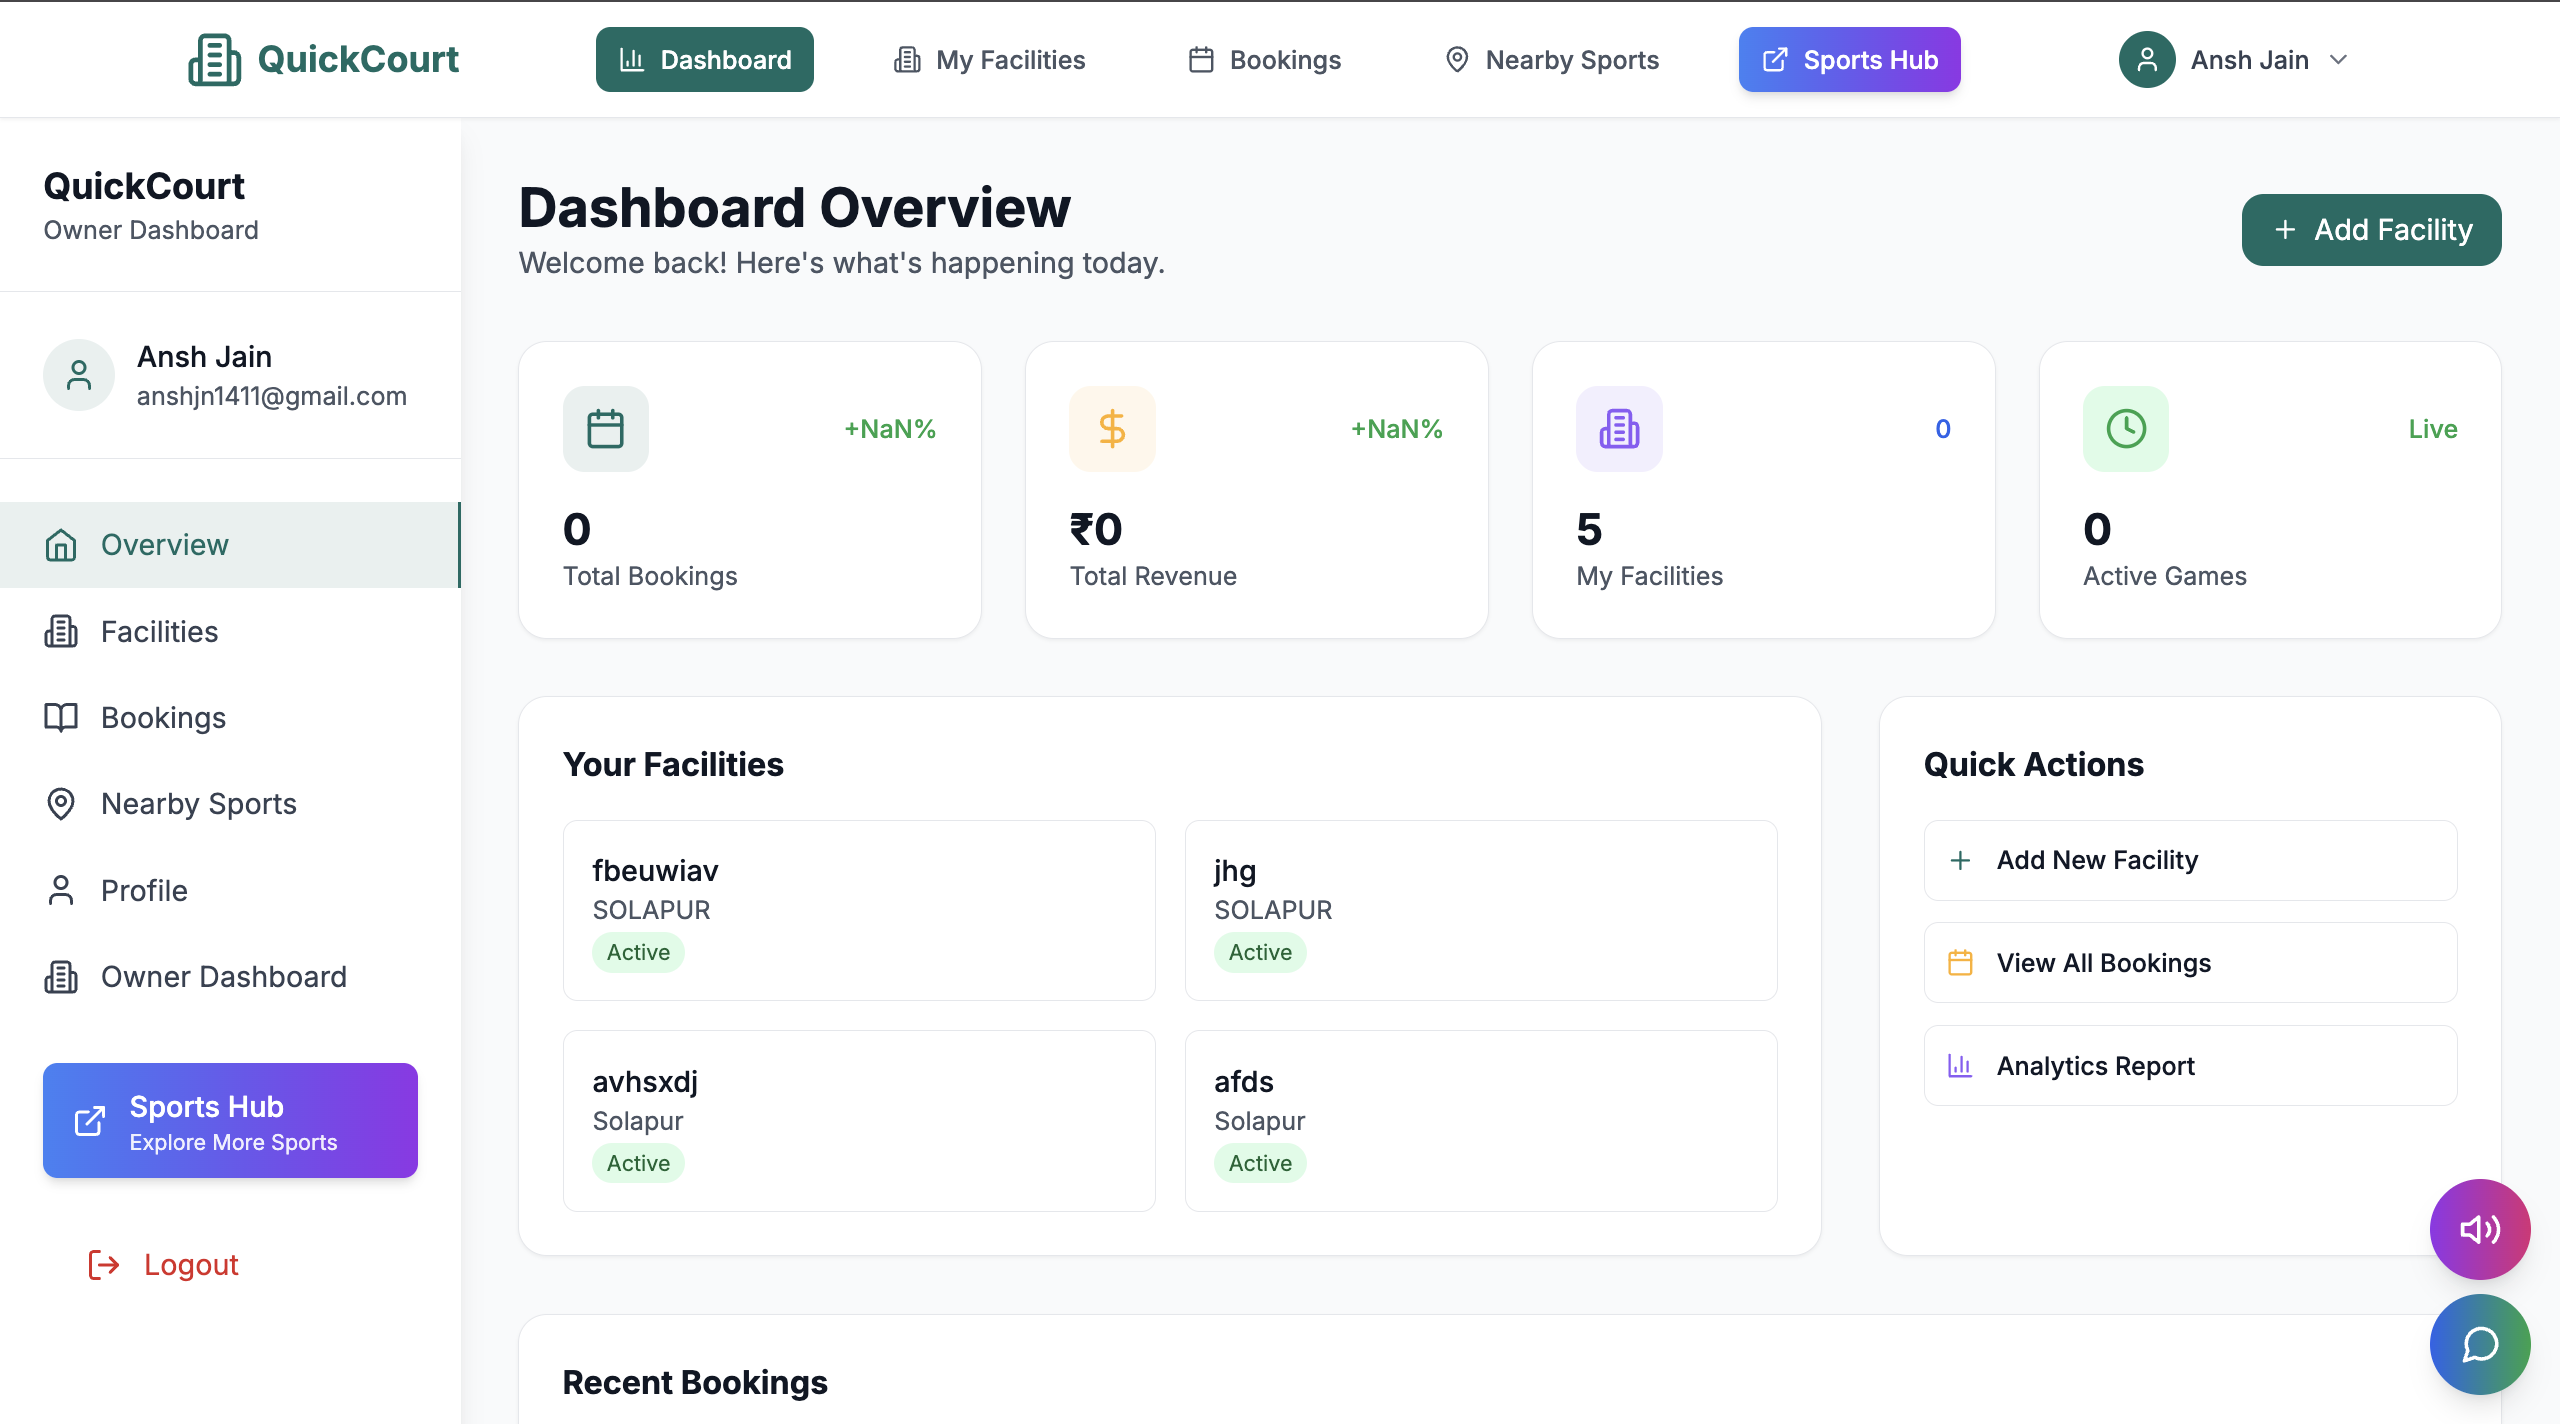 QuickCourt
Dashboard
My Facilities
Bookings
Nearby Sports
Sports Hub
Ansh Jain
QuickCourt
Owner Dashboard
Ansh Jain
anshjn1411@gmail.com
Overview
Facilities
Bookings
Nearby Sports
Profile
Owner Dashboard
Sports Hub
Explore More Sports
Logout
Dashboard Overview
Welcome back! Here's what's happening today.
+ Add Facility
+NaN%
0
Total Bookings
+NaN%
₹0
Total Revenue
0
5
My Facilities
Live
0
Active Games
Your Facilities
fbeuwiav
SOLAPUR
Active
jhg
SOLAPUR
Active
avhsxdj
Solapur
Active
afds
Solapur
Active
Quick Actions
+ Add New Facility
View All Bookings
Analytics Report
Recent Bookings